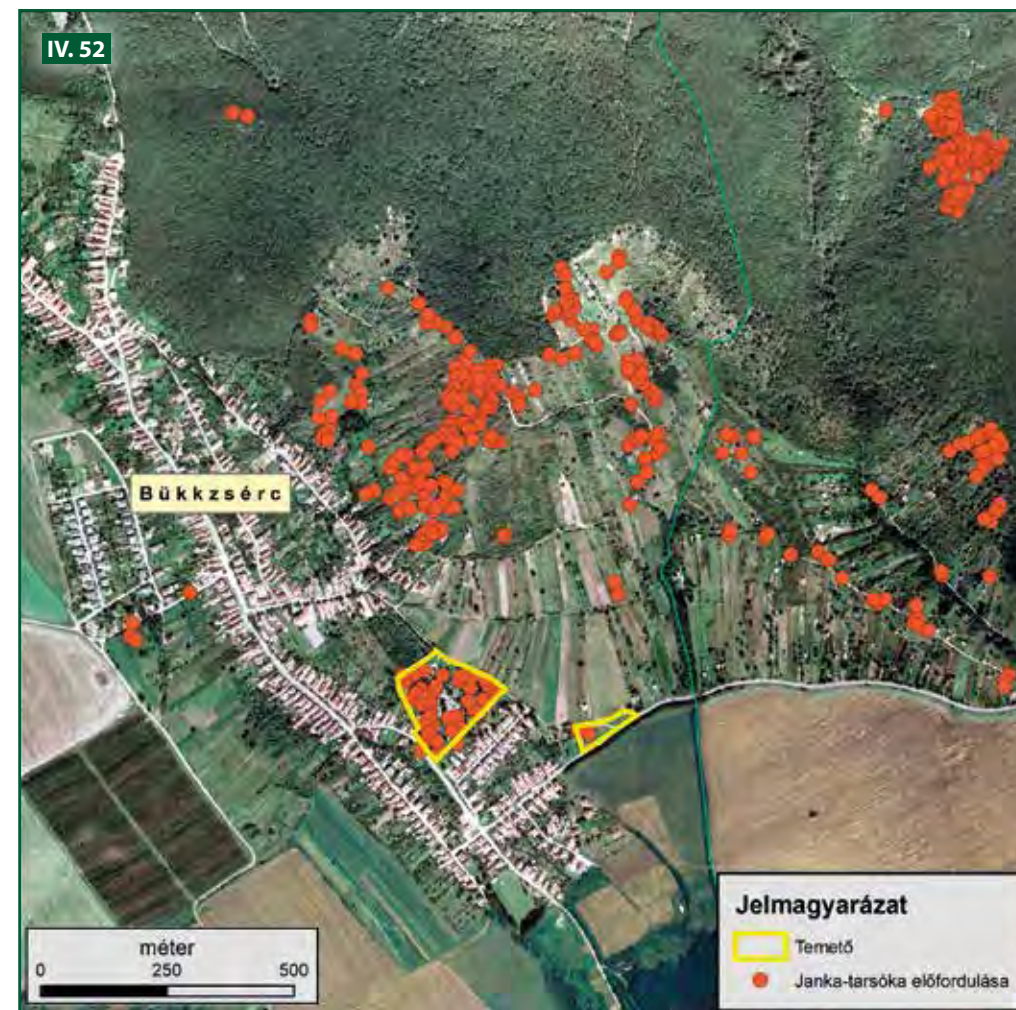 IV. 52
Bükkzsérc
méter
0 250 500
Jelmagyarázat
Temető
Janka-tarsóka előfordulása